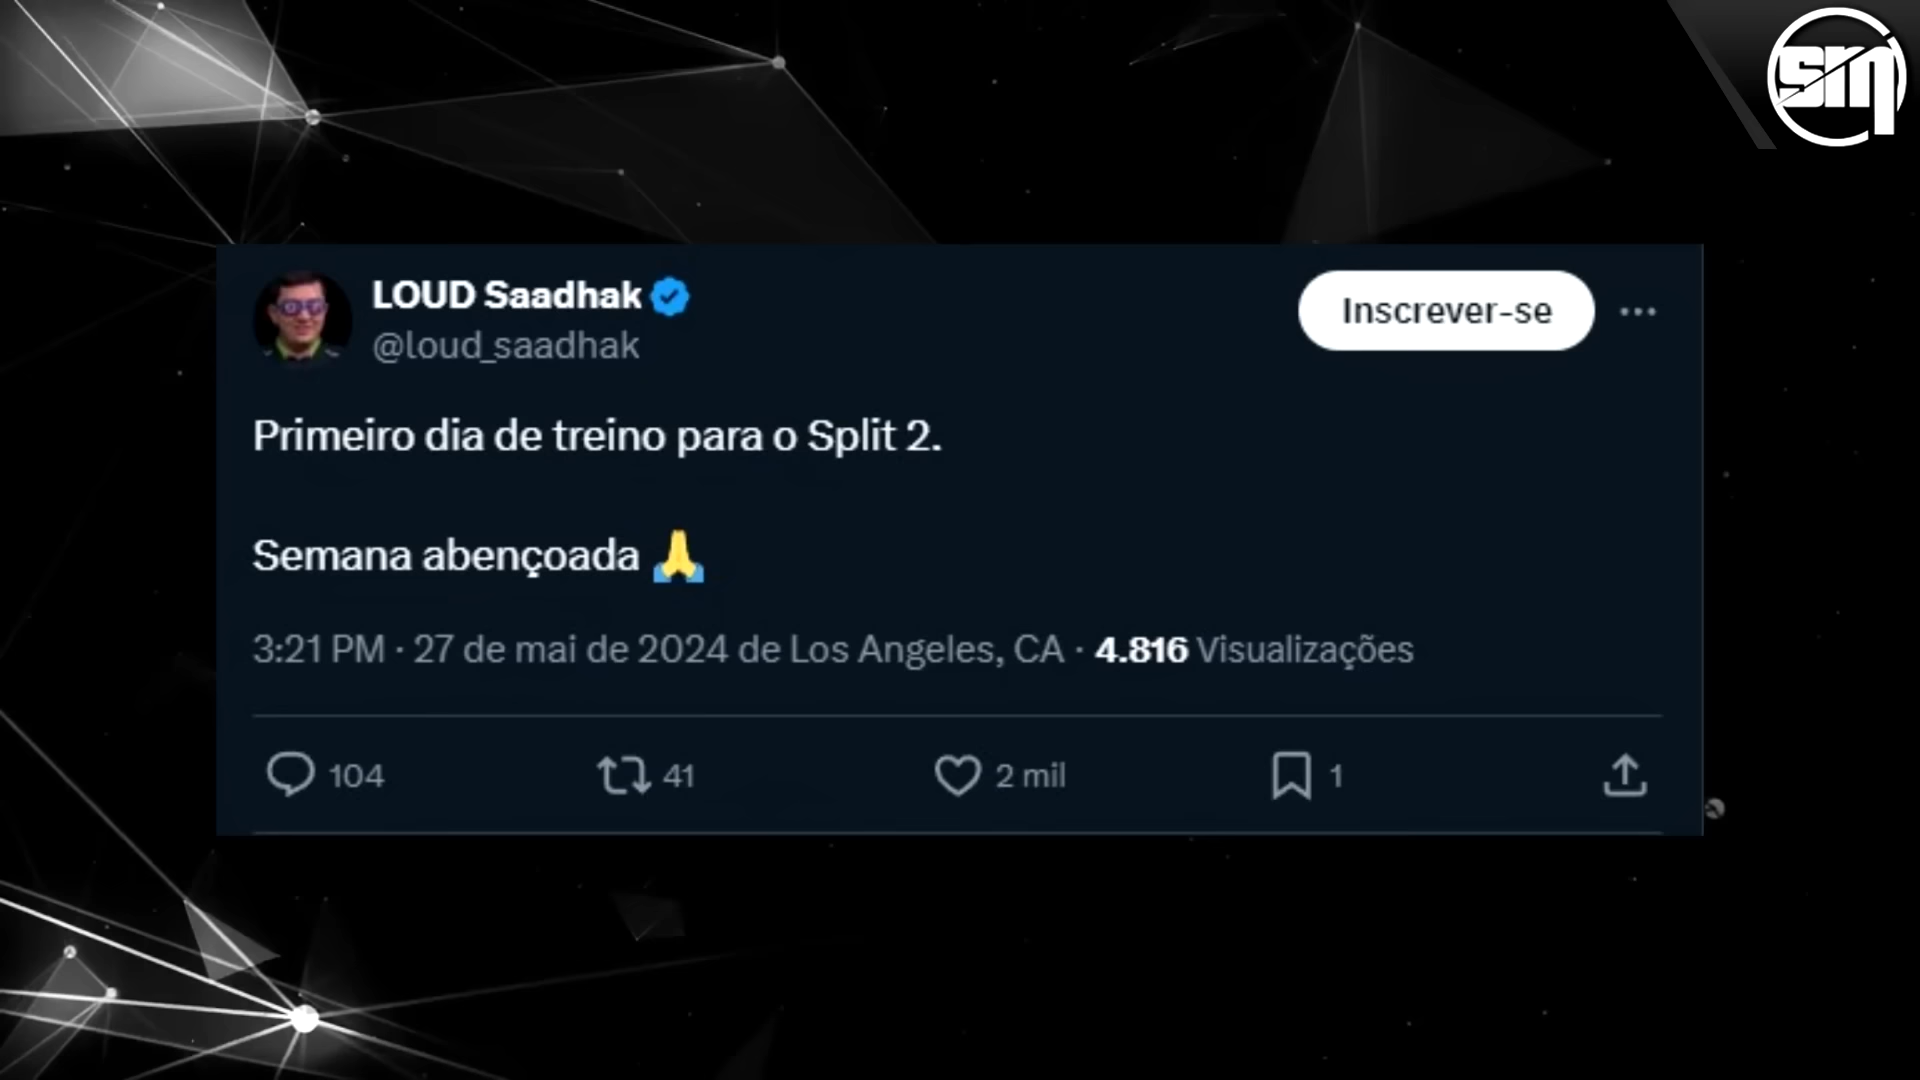 SM
LOUD Saadhak
@loud_saadhak
Inscrever-se
Primeiro dia de treino para o Split 2.
Semana abençoada 🙏
3:21 PM · 27 de mai de 2024 de Los Angeles, CA · 4.816 Visualizações
104 41 2 mil 1